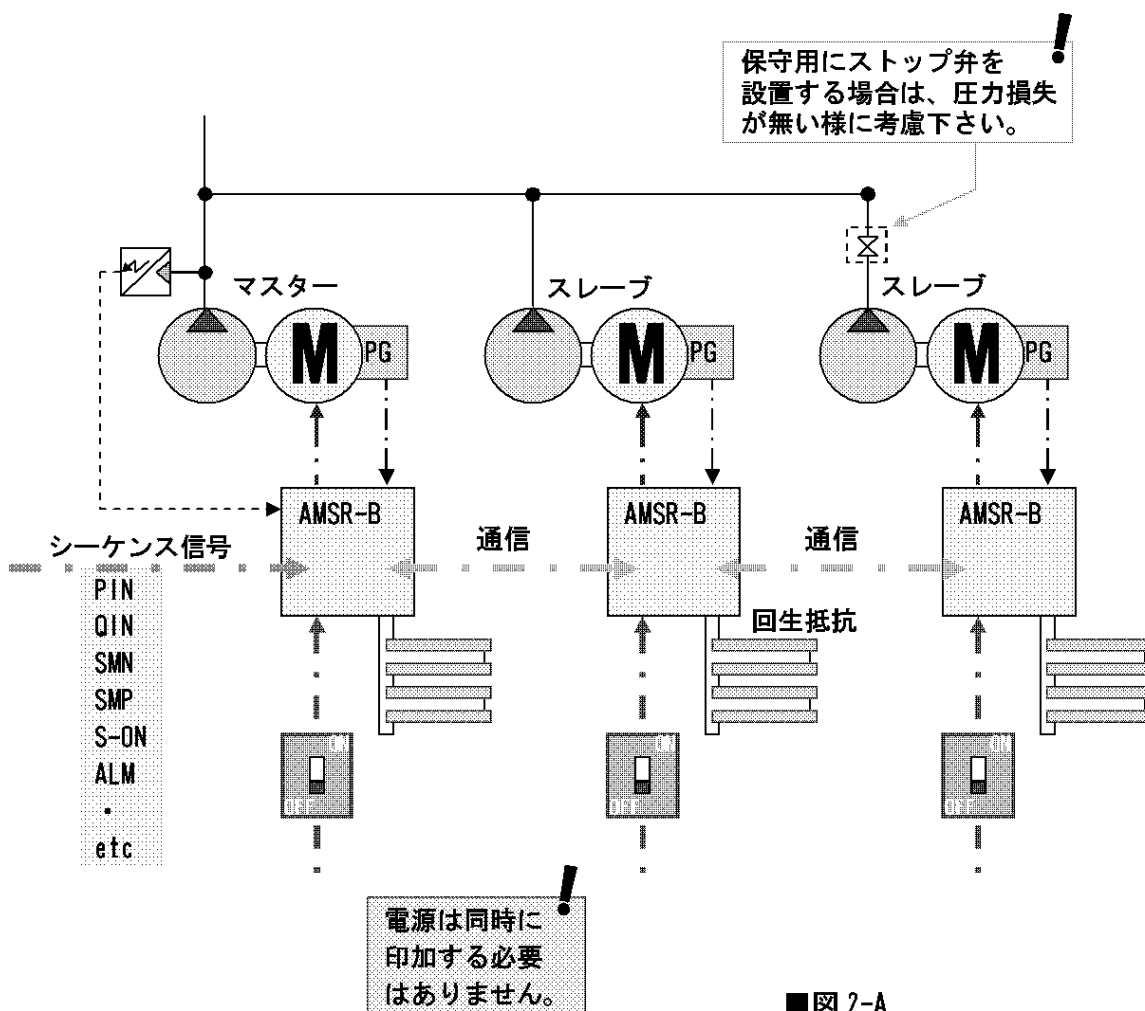 保守用にストップ弁を
設置する場合は、圧力損失
が無い様に考慮下さい。
マスター
スレーブ
スレーブ
M
PG
M
PG
M
PG
AMSR-B
AMSR-B
AMSR-B
シーケンス信号
通信
通信
PIN
QIN
SMN
SMP
S-ON
ALM
・
etc
回生抵抗
ON
OFF
ON
OFF
ON
OFF
電源は同時に
印加する必要
はありません。
■図 2-A